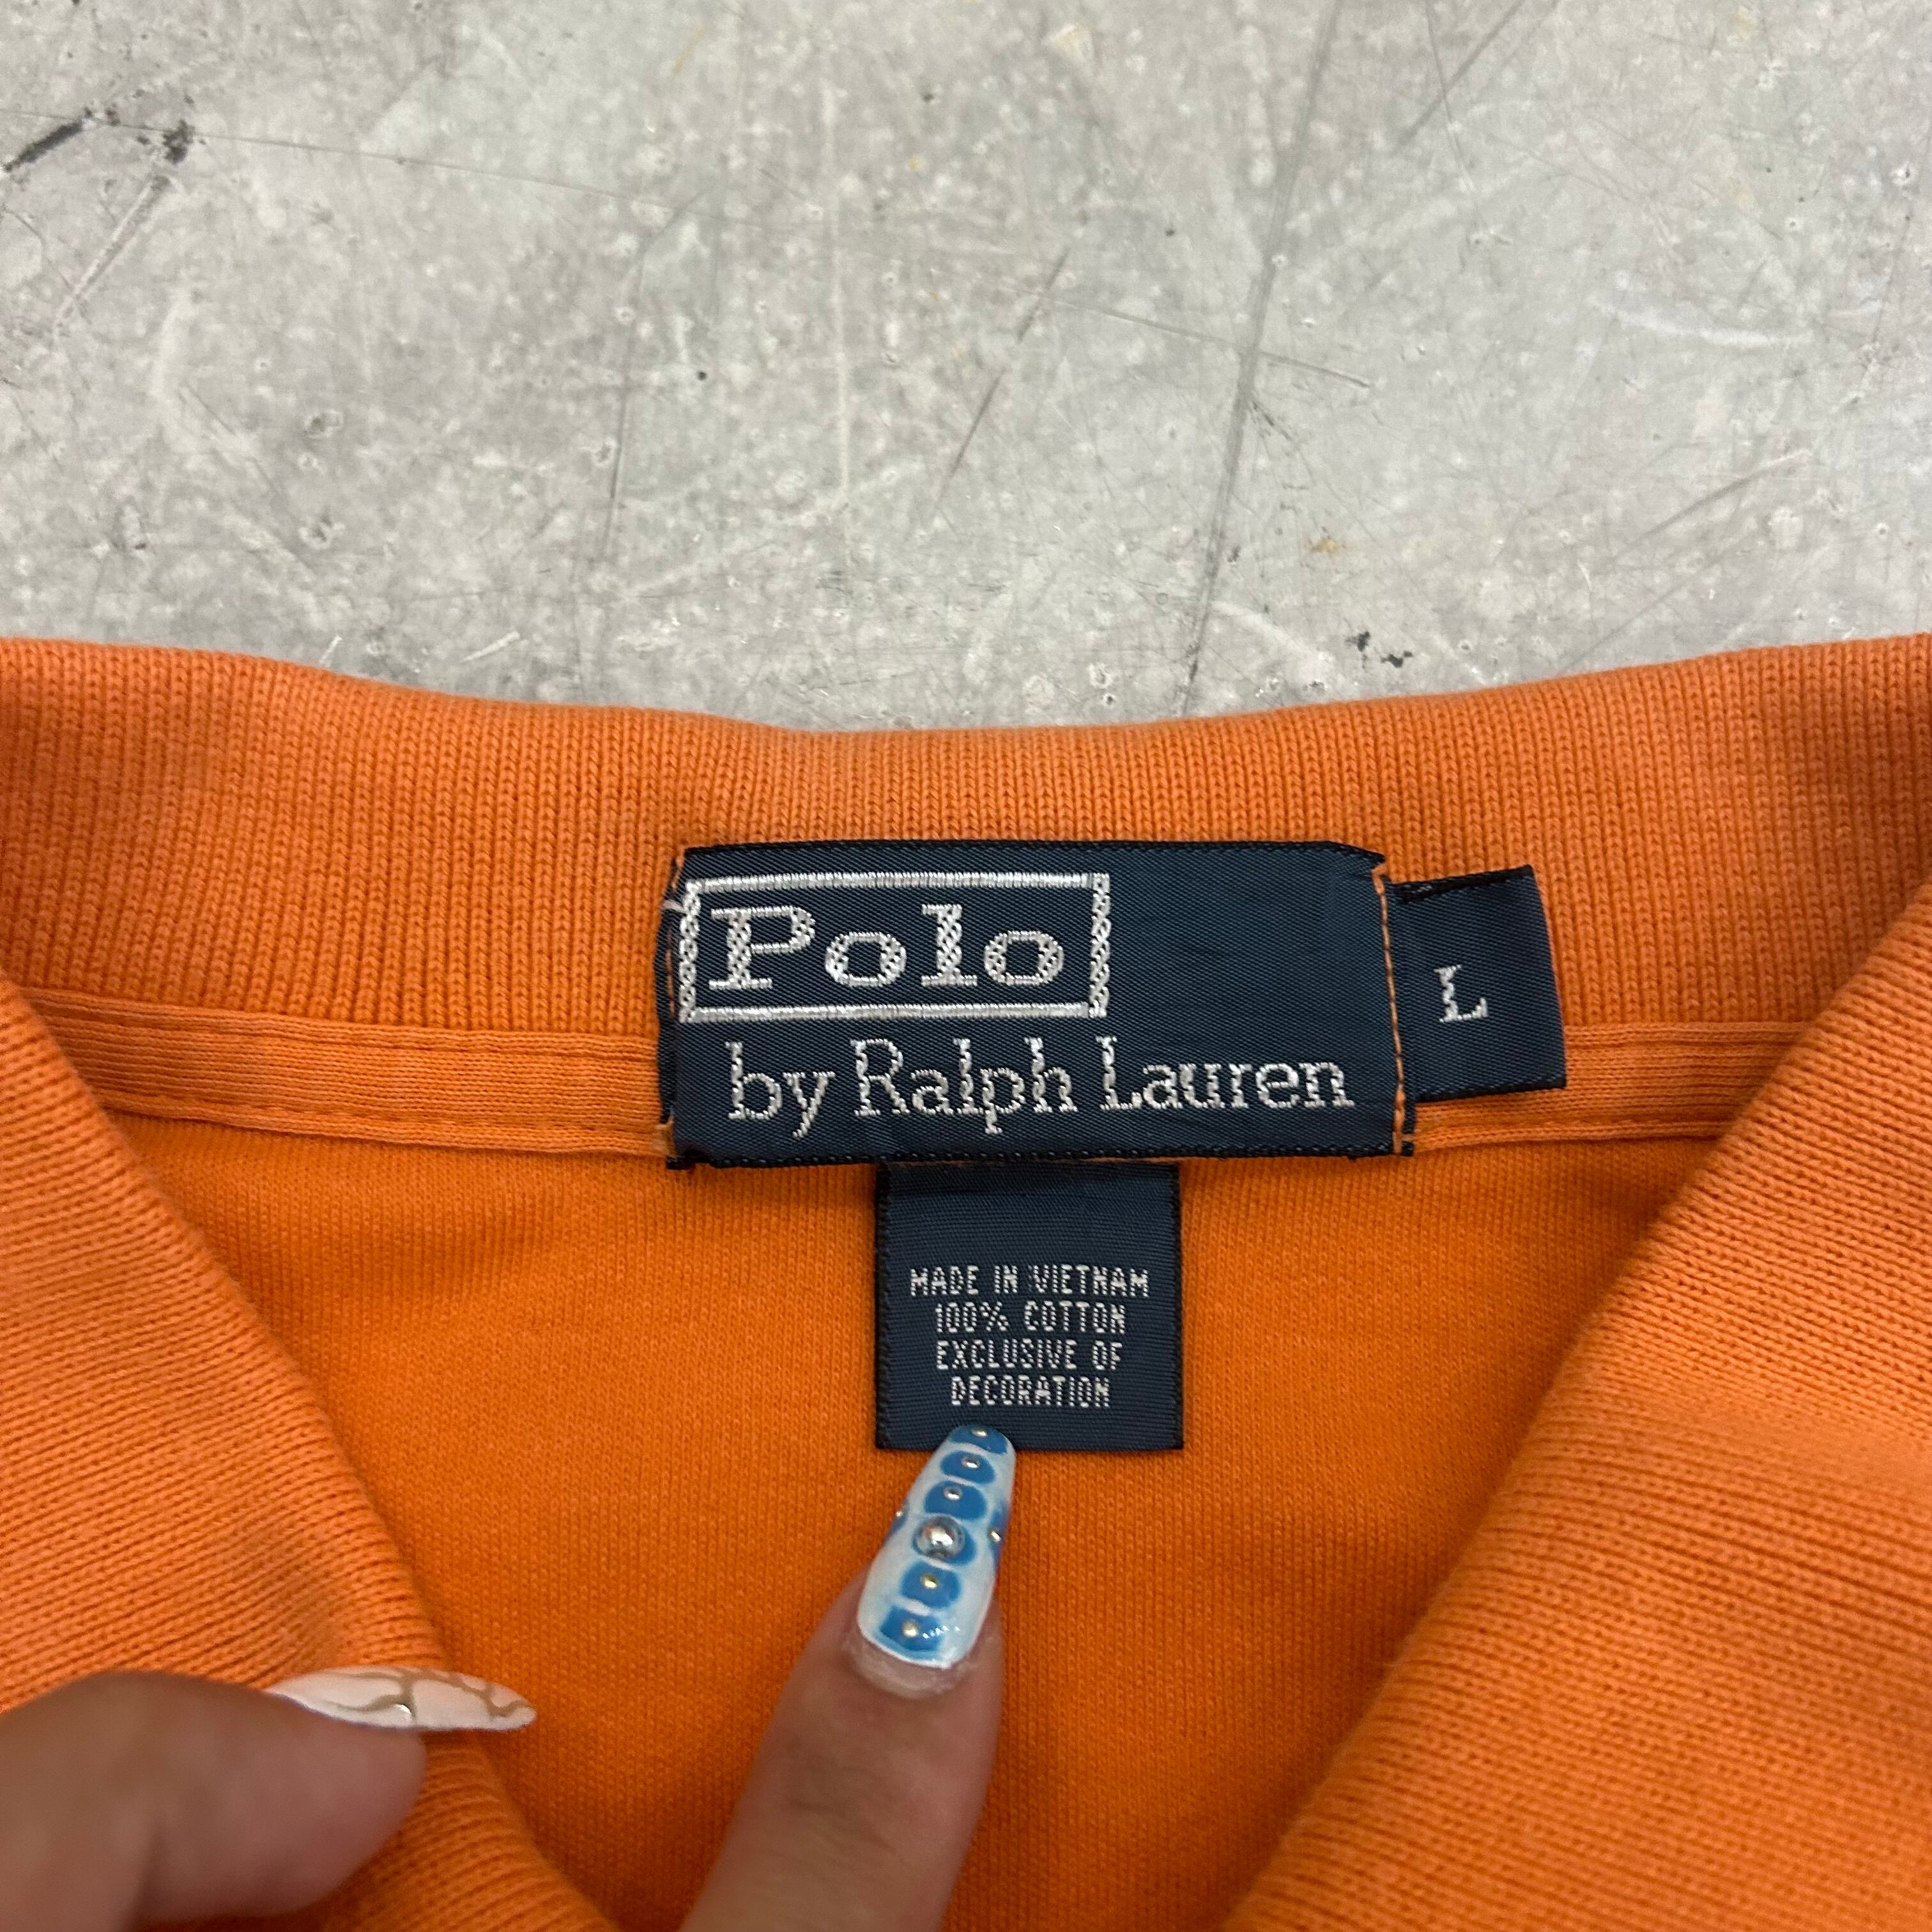 Polo
by Ralph Lauren
L
MADE IN VIETNAM
100% COTTON
EXCLUSIVE OF
DECORATION